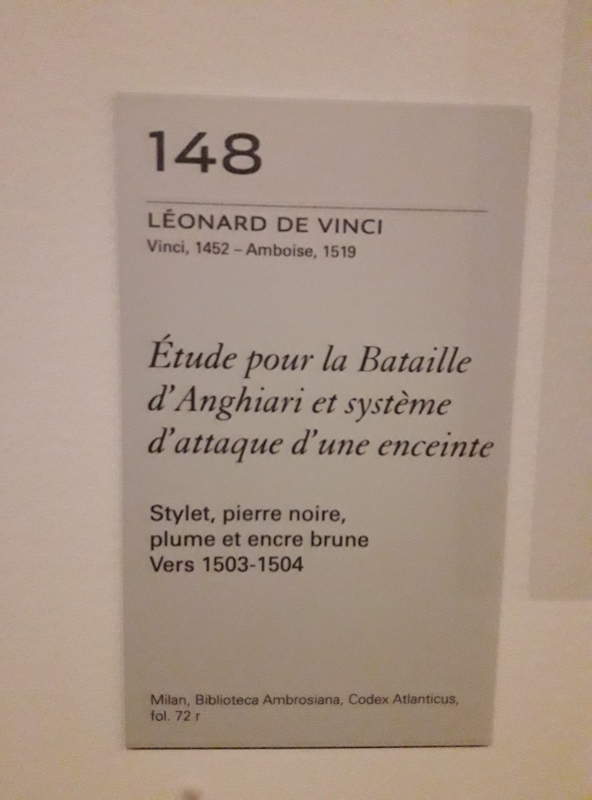 148
LÉONARD DE VINCI
Vinci, 1452 – Amboise, 1519
Étude pour la Bataille
d'Anghiari et système
d'attaque d'une enceinte
Stylet, pierre noire,
plume et encre brune
Vers 1503-1504
Milan, Biblioteca Ambrosiana, Codex Atlanticus,
fol. 72 r